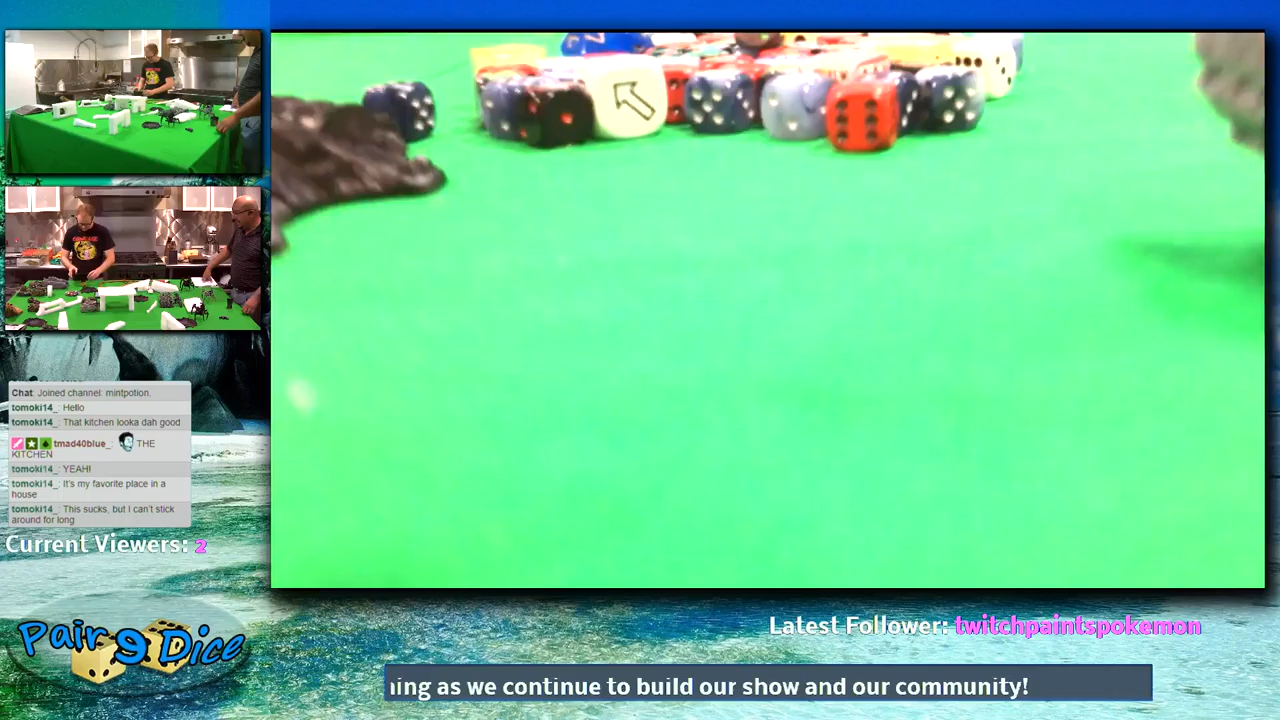 Chat: Joined channel: mintpotion.
tomoki14_: Hello
tomoki14_: That kitchen looka dah good
tmad40blue_: THE
KITCHEN
tomoki14_: YEAH!
tomoki14_: It's my favorite place in a
house
tomoki14_: This sucks, but I can't stick
around for long
Current Viewers: 2
Pair 9 Dice
Latest Follower: twitchpaintspokemon
ning as we continue to build our show and our community!